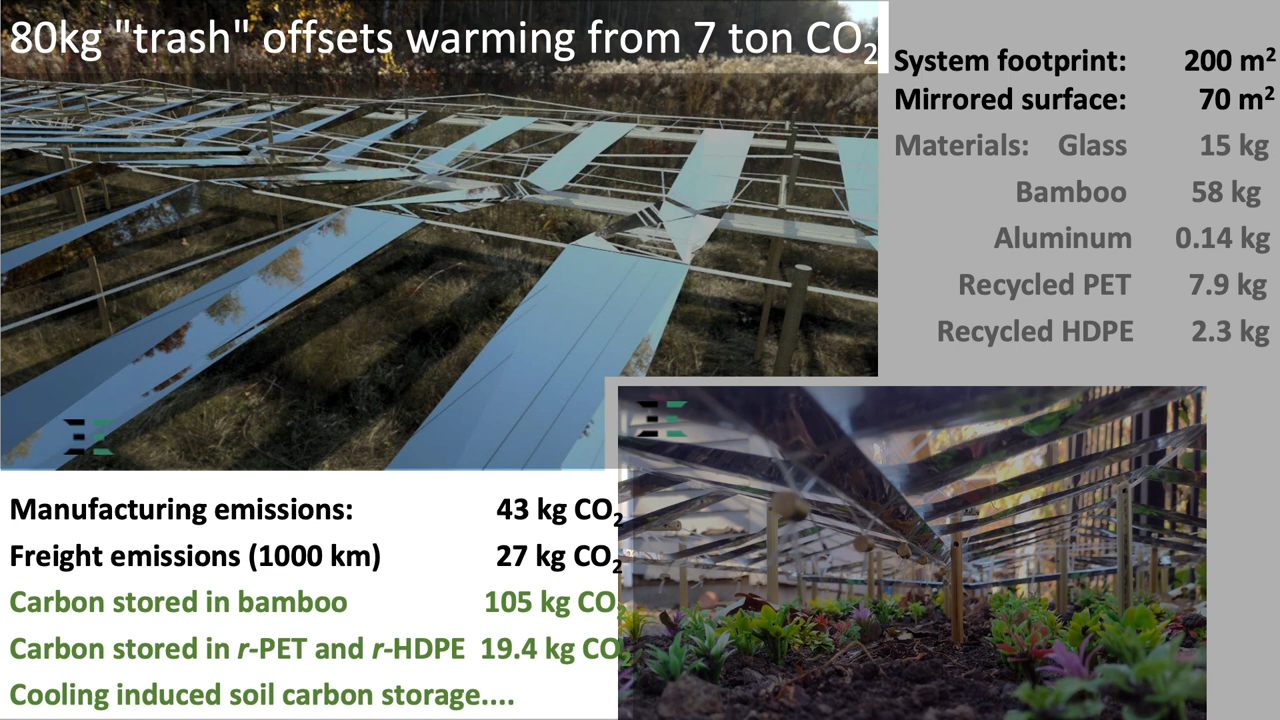 80kg "trash" offsets warming from 7 ton CO2
System footprint: 200 m2
Mirrored surface: 70 m2
Materials: Glass 15 kg
Bamboo 58 kg
Aluminum 0.14 kg
Recycled PET 7.9 kg
Recycled HDPE 2.3 kg
Manufacturing emissions: 43 kg CO2
Freight emissions (1000 km) 27 kg CO2
Carbon stored in bamboo 105 kg CO2
Carbon stored in r-PET and r-HDPE 19.4 kg CO
Cooling induced soil carbon storage....